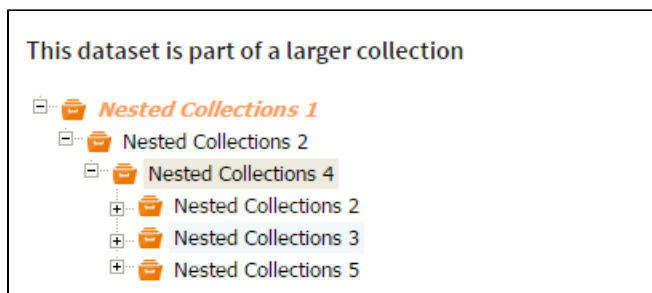 This dataset is part of a larger collection
Nested Collections 1
Nested Collections 2
Nested Collections 4
Nested Collections 2
Nested Collections 3
Nested Collections 5